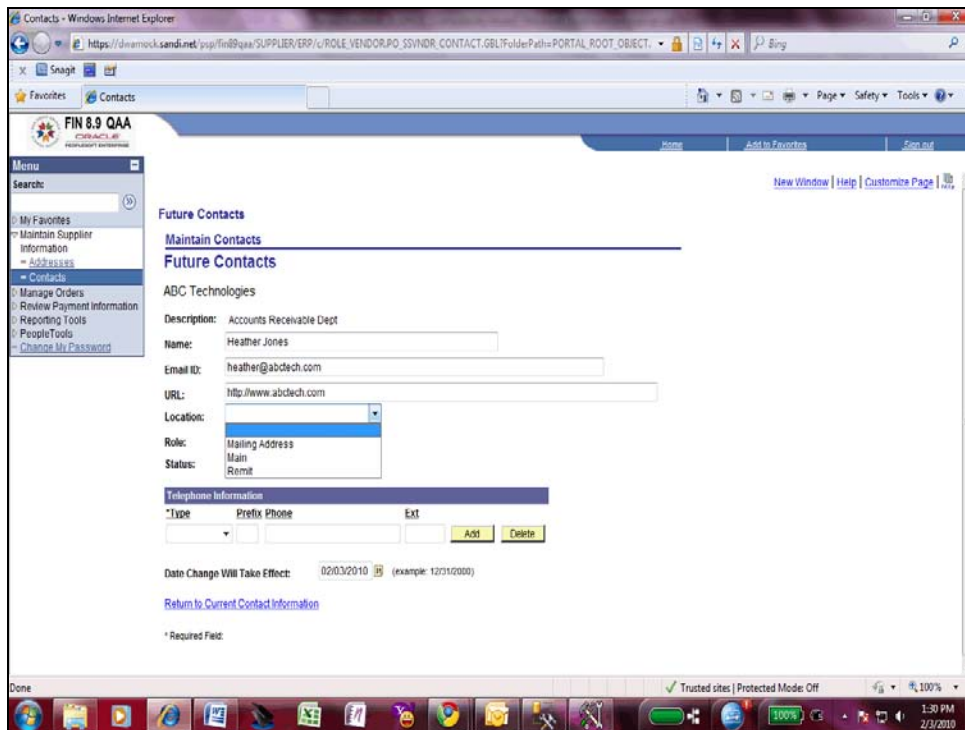 Contacts - Windows Internet Explorer
https://dwamock.sandi.net/psp/fin89qaa/SUPPLIER/ERP/c/ROLE_VENDOR.PO_SSVNDR_CONTACT.GBL?FolderPath=PORTAL_ROOT_OBJECT.
Bing
x Snagit
Favorites Contacts Page Safety Tools
FIN 8.9 QAA
ORACLE
PEOPLESOFT ENTERPRISE
Home Add to Favorites Sign out
Menu
New Window | Help | Customize Page |
Search:
My Favorites
Maintain Supplier
Information
- Addresses
- Contacts
Manage Orders
Review Payment Information
Reporting Tools
PeopleTools
- Change My Password
Future Contacts
Maintain Contacts
Future Contacts
ABC Technologies
Description: Accounts Receivable Dept
Name: Heather Jones
Email ID: heather@abctech.com
URL: http://www.abctech.com
Location:
Role: Mailing Address
Main
Status: Remit
Telephone Information
*Type Prefix Phone Ext
Add Delete
Date Change Will Take Effect: 02/03/2010 (example: 12/31/2000)
Return to Current Contact Information
* Required Field:
Done Trusted sites | Protected Mode: Off 100%
100% 1:30 PM
2/3/2010